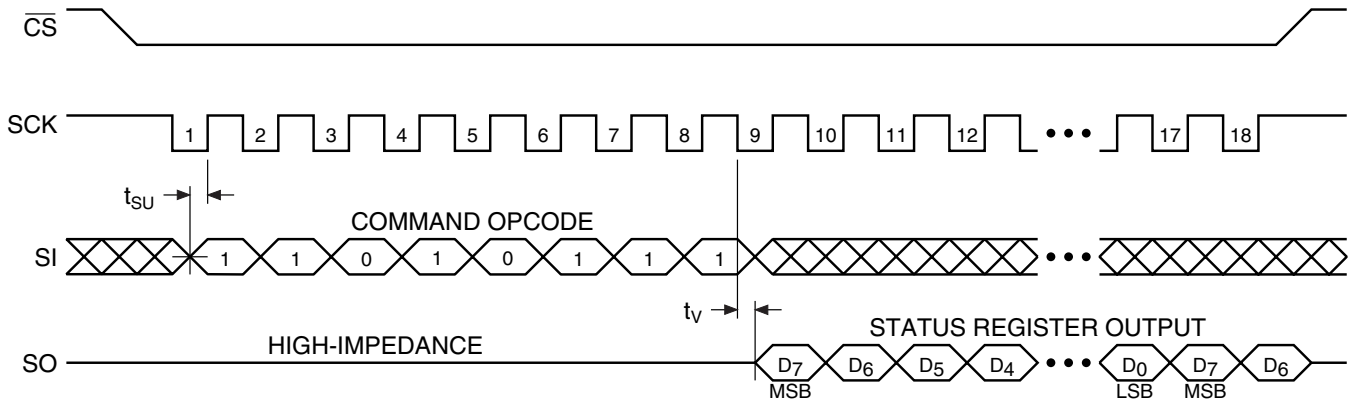 CS
SCK 1 2 3 4 5 6 7 8 9 10 11 12 ••• 17 18
tSU
COMMAND OPCODE
SI 1 1 0 1 0 1 1 1 •••
tV
HIGH-IMPEDANCE STATUS REGISTER OUTPUT
SO D7 D6 D5 D4 ••• D0 D7 D6
MSB LSB MSB